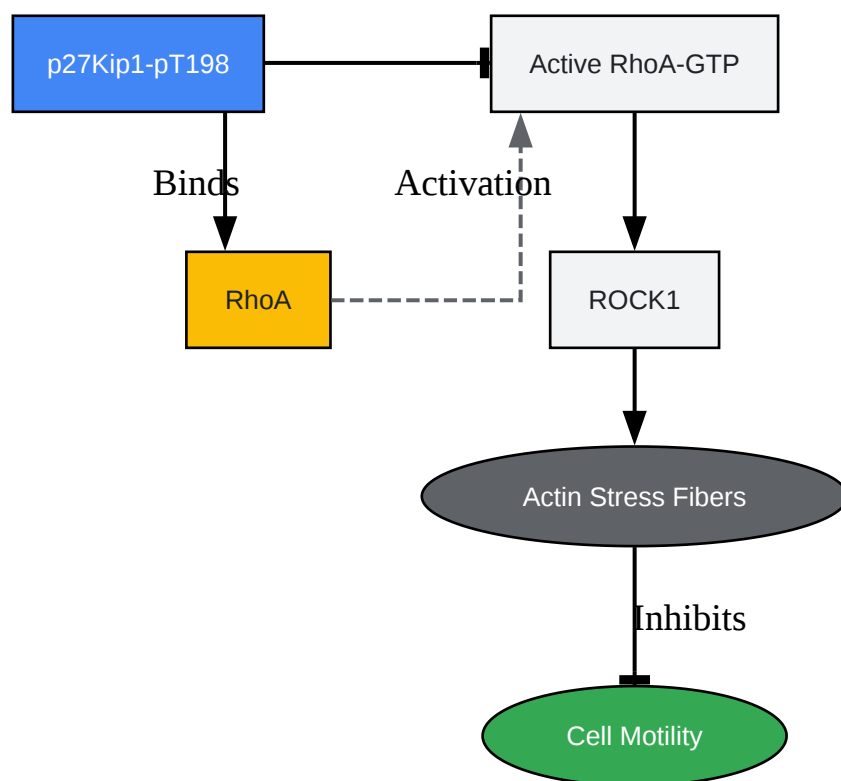 p27Kip1-pT198
Active RhoA-GTP
Binds
Activation
RhoA
ROCK1
Actin Stress Fibers
Inhibits
Cell Motility